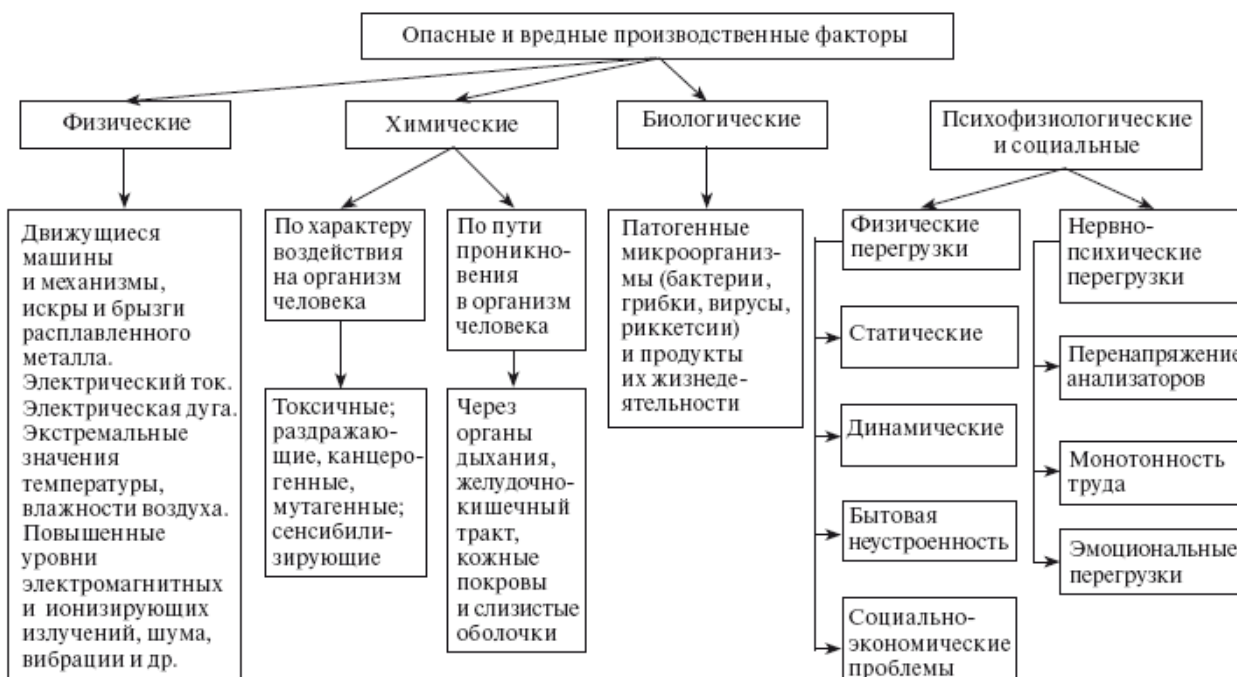 Опасные и вредные производственные факторы
Физические
Химические
Биологические
Психофизиологические
и социальные
Движущиеся
машины
и механизмы,
искры и брызги
расплавленного
металла.
Электрический ток.
Электрическая дуга.
Экстремальные
значения
температуры,
влажности воздуха.
Повышенные
уровни
электромагнитных
и ионизирующих
излучений, шума,
вибрации и др.
По характеру
воздействия
на организм
человека
Токсичные;
раздражаю-
щие, канцеро-
генные,
мутагенные;
сенсибили-
зирующие
По пути
проникно-
вения
в организм
человека
Через
органы
дыхания,
желудочно-
кишечный
тракт,
кожные
покровы
и слизистые
оболочки
Патогенные
микроорганиз-
мы (бактерии,
грибки, вирусы,
риккетсии)
и продукты
их жизнеде-
ятельности
Физические
перегрузки
Статические
Динамические
Бытовая
неустроенность
Социально-
экономические
проблемы
Нервно-
психические
перегрузки
Перенапряжение
анализаторов
Монотонность
труда
Эмоциональные
перегрузки